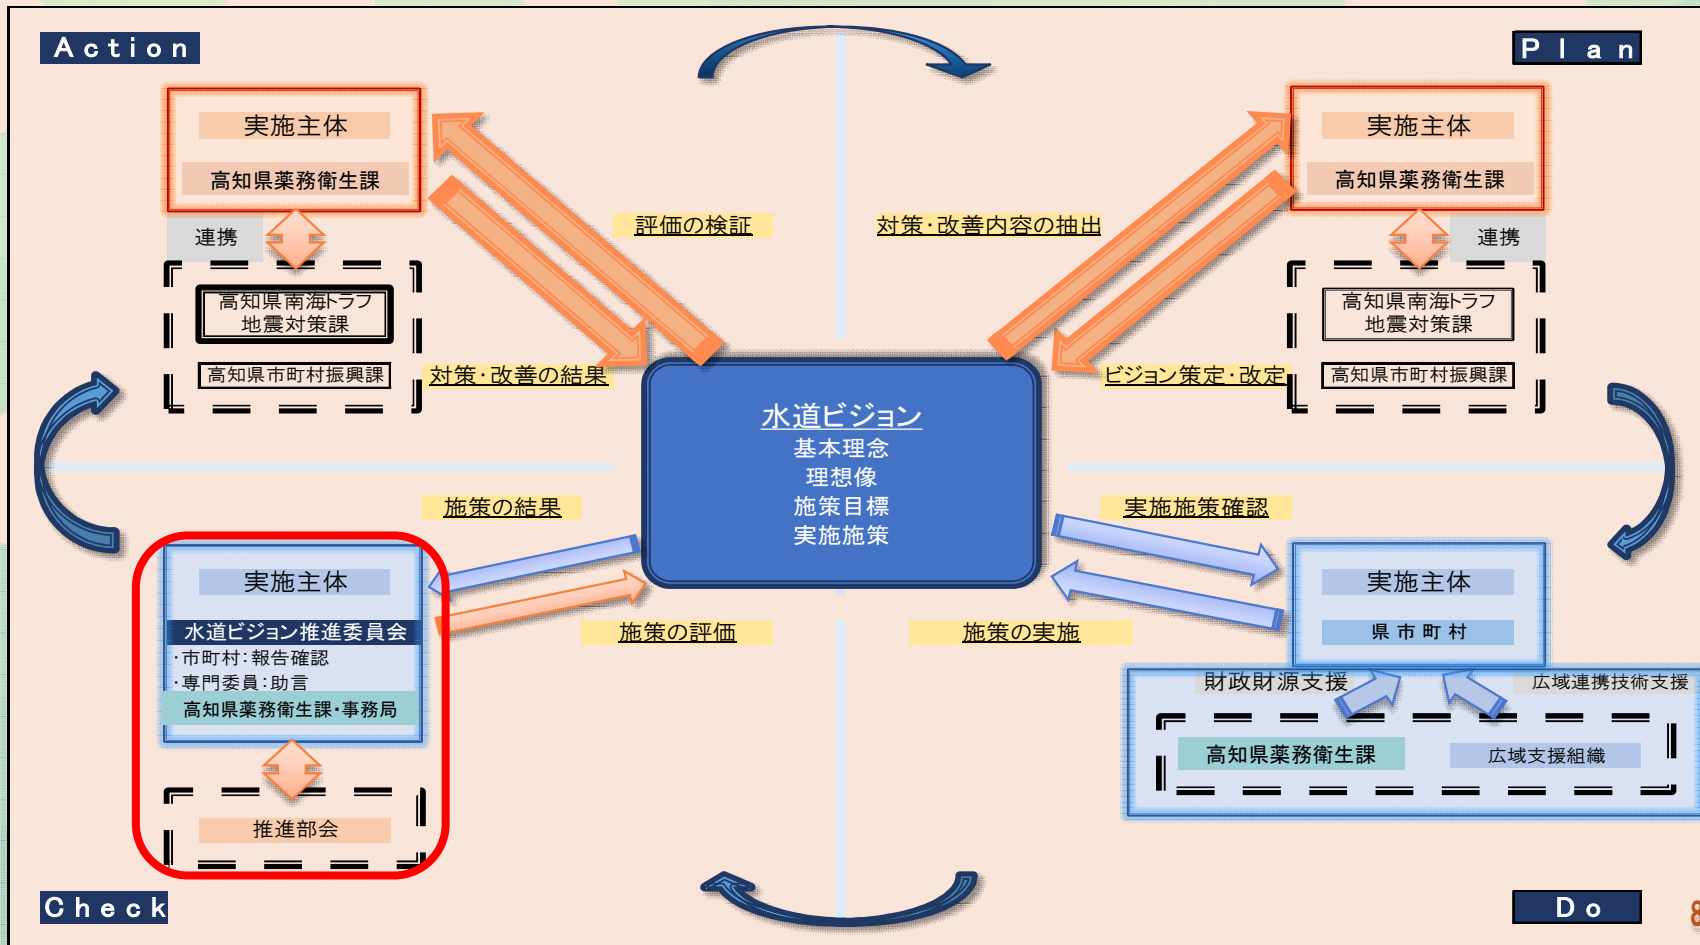 Action
Plan
実施主体
高知県薬務衛生課
連携
高知県南海トラフ
地震対策課
高知県市町村振興課
評価の検証
対策・改善の結果
対策・改善内容の抽出
ビジョン策定・改定
実施主体
高知県薬務衛生課
連携
高知県南海トラフ
地震対策課
高知県市町村振興課
水道ビジョン
基本理念
理想像
施策目標
実施施策
施策の結果
施策の評価
実施主体
水道ビジョン推進委員会
・市町村：報告確認
・専門委員：助言
高知県薬務衛生課・事務局
推進部会
実施施策確認
施策の実施
実施主体
県市町村
財政財源支援
広域連携技術支援
高知県薬務衛生課
広域支援組織
Check
Do
8